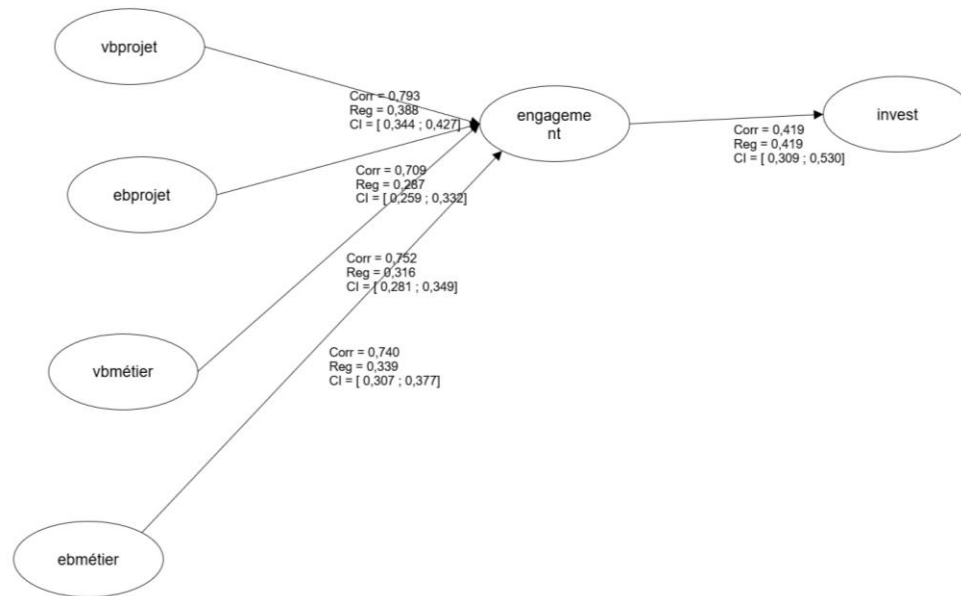 vbprojet
Corr = 0,793
Reg = 0,388
CI = [ 0,344 ; 0,427]
engageme
nt
invest
Corr = 0,419
Reg = 0,419
CI = [ 0,309 ; 0,530]
ebprojet
Corr = 0,709
Reg = 0,287
CI = [ 0,259 ; 0,332]
Corr = 0,752
Reg = 0,316
CI = [ 0,281 ; 0,349]
vbmétier
Corr = 0,740
Reg = 0,339
CI = [ 0,307 ; 0,377]
ebmétier